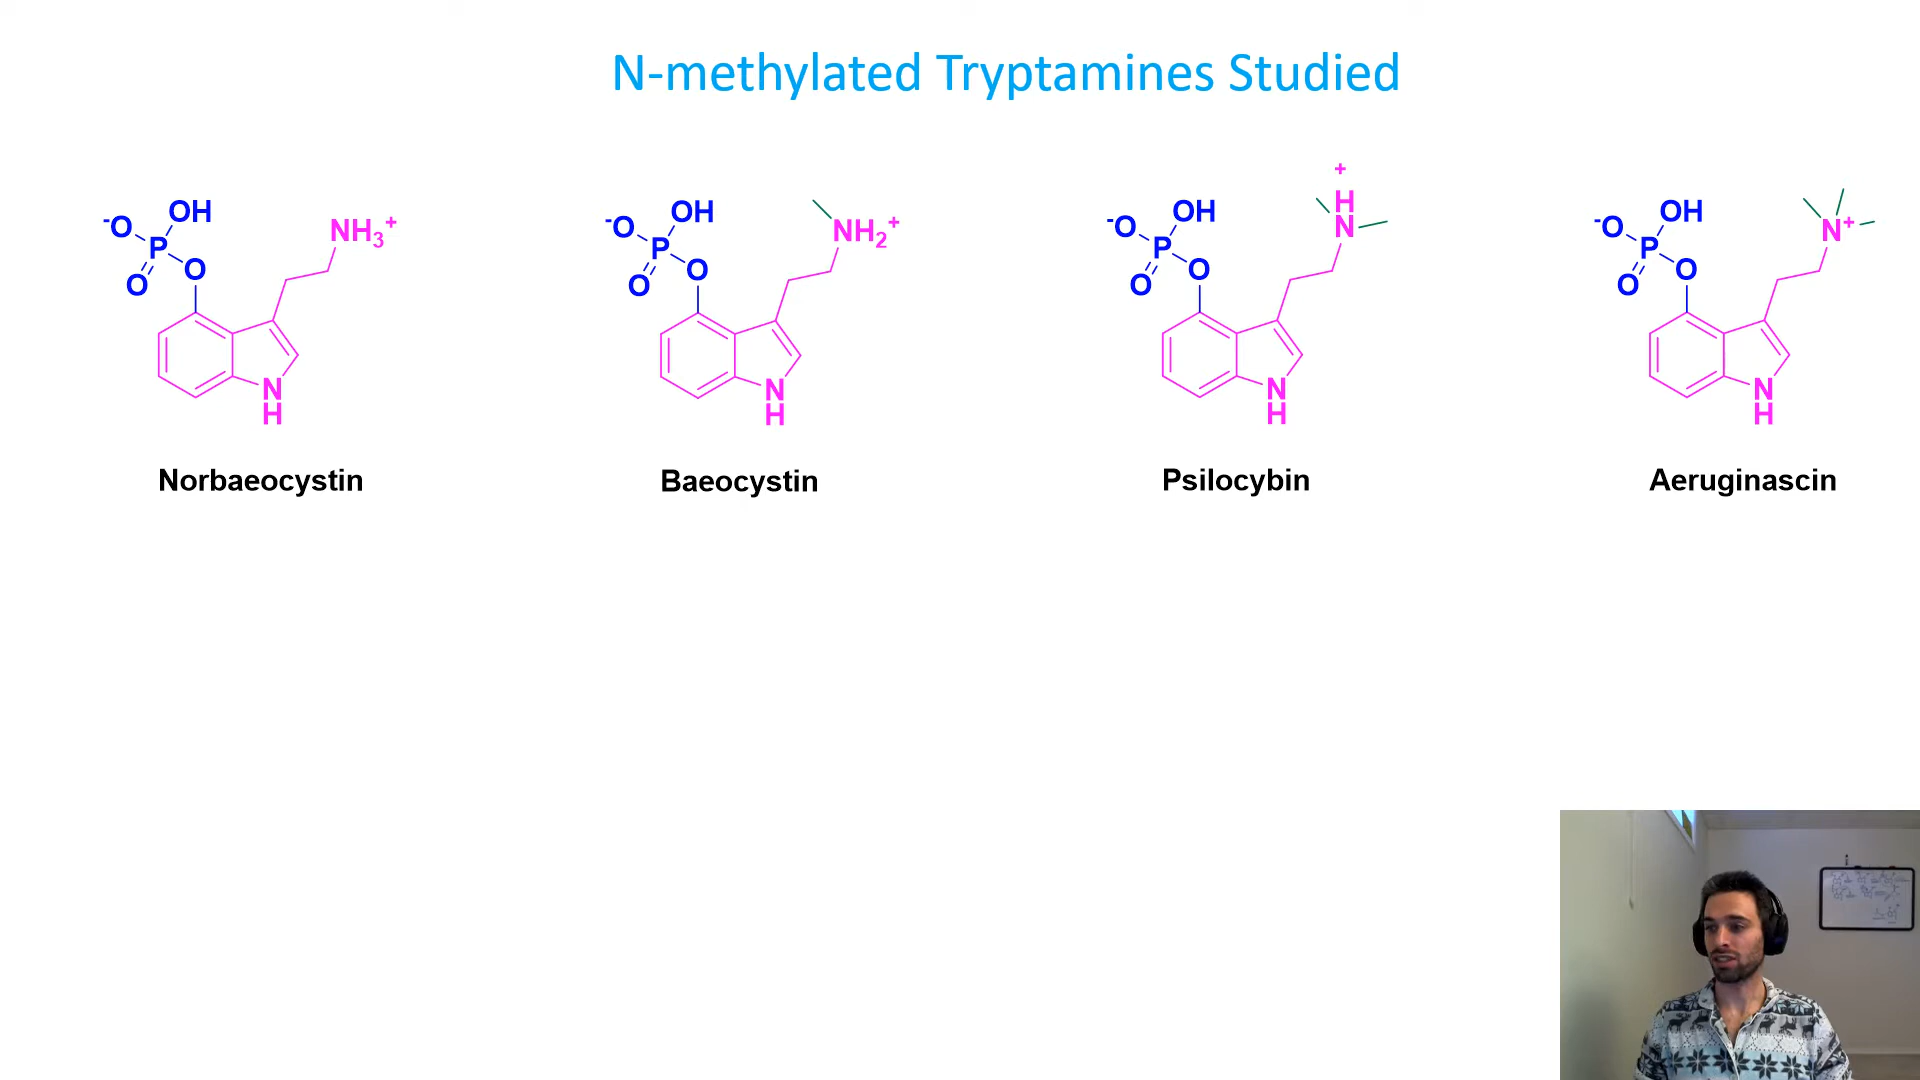 N-methylated Tryptamines Studied
-O P OH O O NH3+ N H
-O P OH O O NH2+ N H
-O P OH O O + H N N H
-O P OH O O N+ N H
Norbaeocystin
Baeocystin
Psilocybin
Aeruginascin